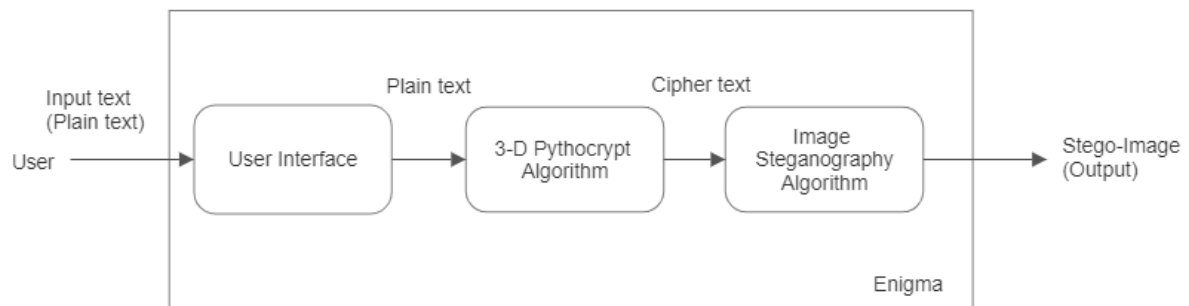 Input text
(Plain text)
User
User Interface
Plain text
3-D Pythocrypt
Algorithm
Cipher text
Image
Steganography
Algorithm
Stego-Image
(Output)
Enigma